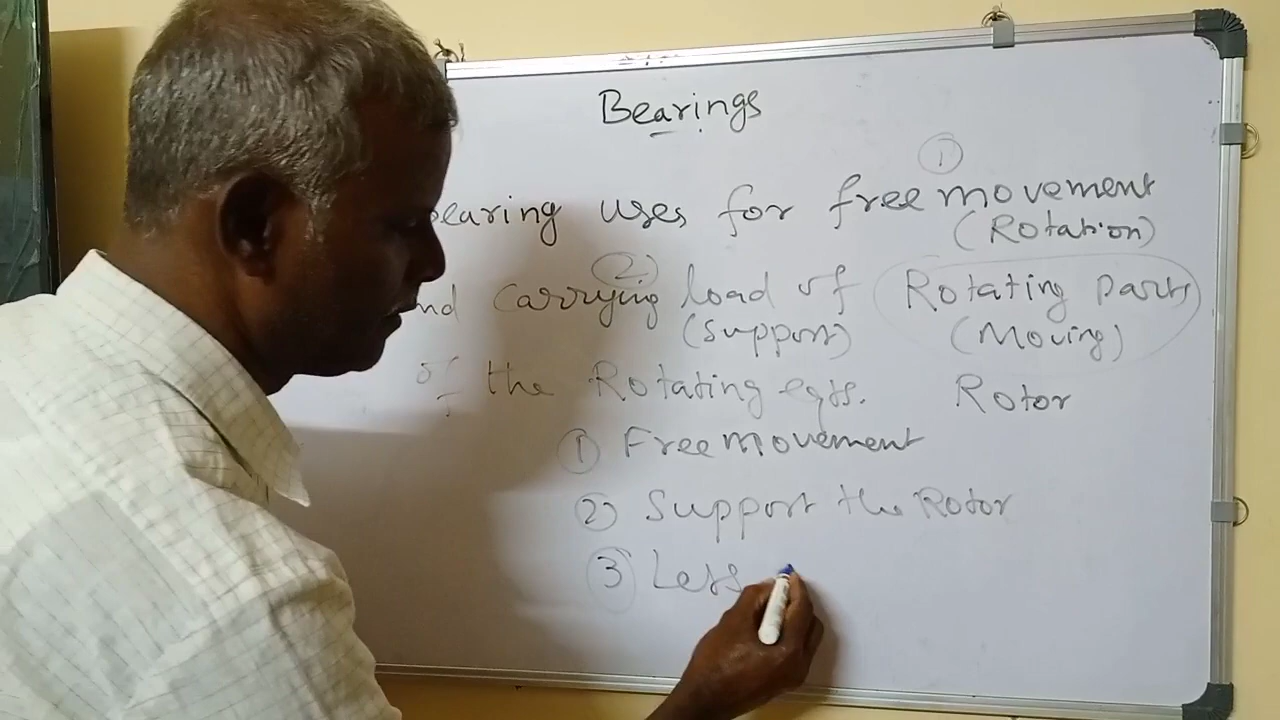 Bearings
①
bearing uses for free movement
(Rotation)
②
and carrying load of Rotating parts
(Support) (Moving)
of the Rotating eqts. Rotor
① Free movement
② Support the Rotor
③ Less